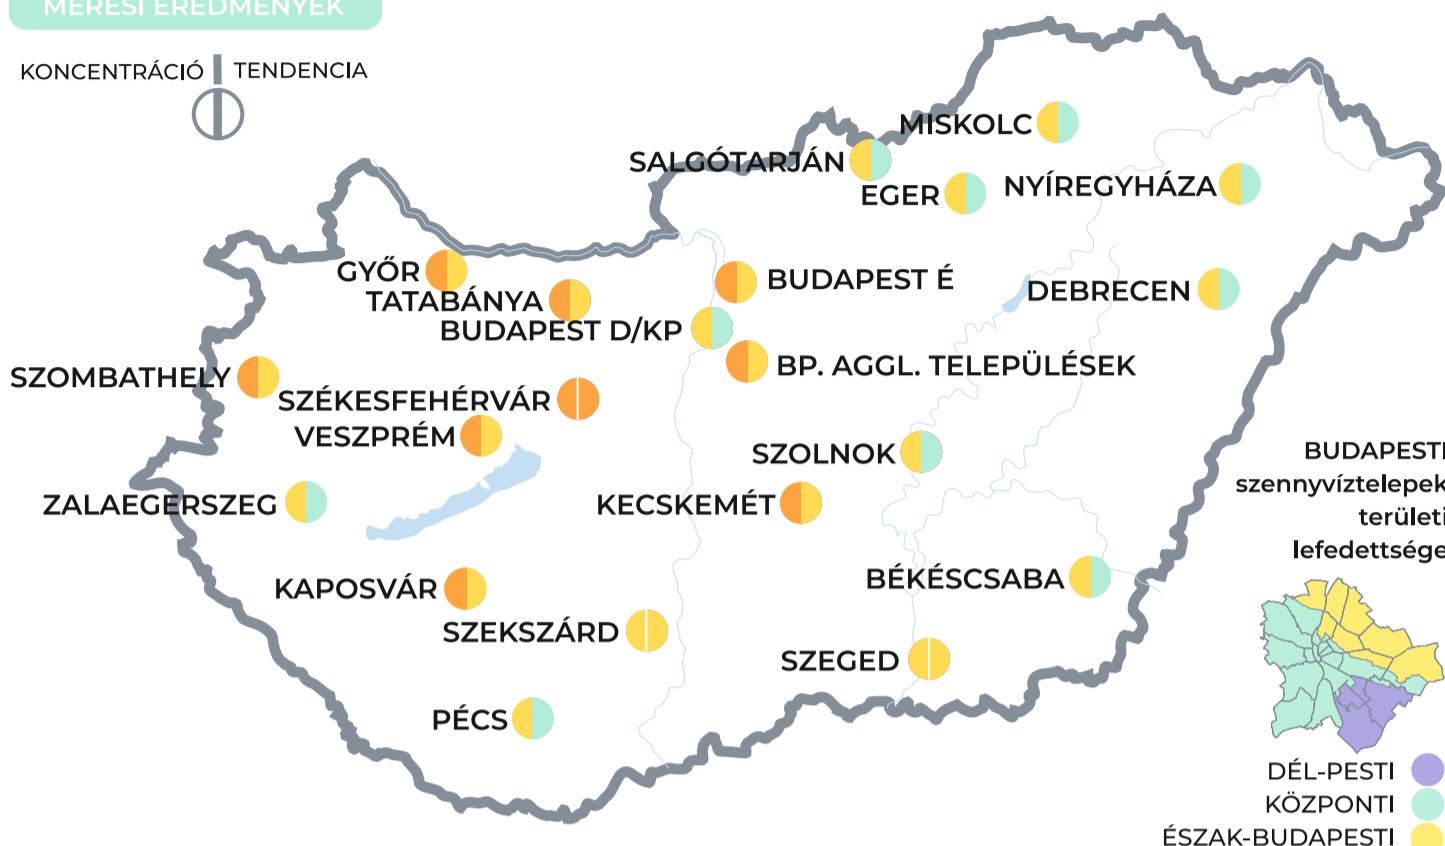 MÉRÉSI EREDMÉNYEK
KONCENTRÁCIÓ TENDENCIA
MISKOLC
SALGÓTARJÁN
EGER
NYÍREGYHÁZA
GYŐR
TATABÁNYA
BUDAPEST É
DEBRECEN
BUDAPEST D/KP
BP. AGGL. TELEPÜLÉSEK
SZOMBATHELY
SZÉKESFEHÉRVÁR
VESZPRÉM
SZOLNOK
ZALAEGERSZEG
KECSKEMÉT
BUDAPESTI
szennyvíztelepek
területi
lefedettsége
BÉKÉSCSABA
KAPOSVÁR
SZEKSZÁRD
SZEGED
PÉCS
DÉL-PESTI
KÖZPONTI
ÉSZAK-BUDAPESTI